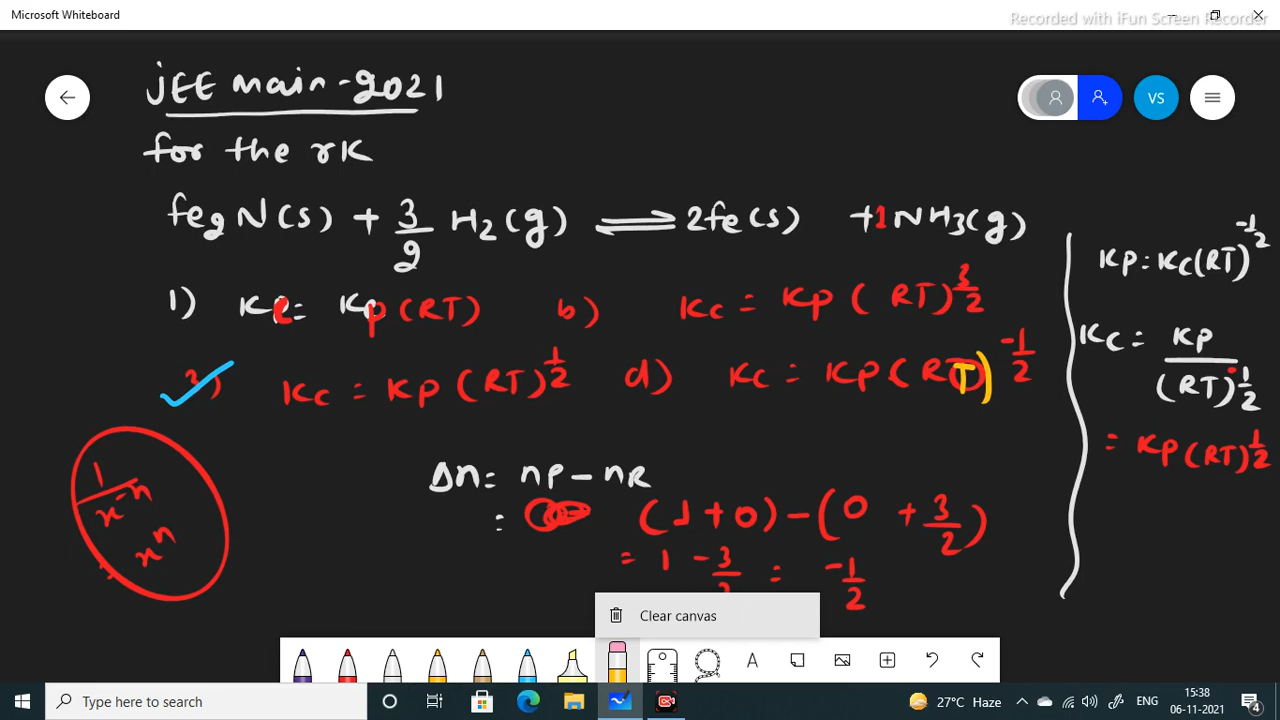 Microsoft Whiteboard
Recorded with iFun Screen Recorder
JEE main-2021
VS
for the rK
Fe2N(s) + 3/2 H2(g) ⇌ 2Fe(s) + 1NH3(g)
1) Kc = Kp(RT) b) Kc = Kp(RT)^3/2
3) Kc = Kp(RT)^1/2 d) Kc = Kp(RT)^-1/2
Δn = nP - nR
= (1+0) - (0 + 3/2)
= 1 - 3/2 = -1/2
1/x^-n
x^n
Kp = Kc(RT)^-1/2
Kc = Kp/(RT)^-1/2
= Kp(RT)^1/2
Clear canvas
A
Type here to search
27°C Haze
ENG
15:38
06-11-2021
4